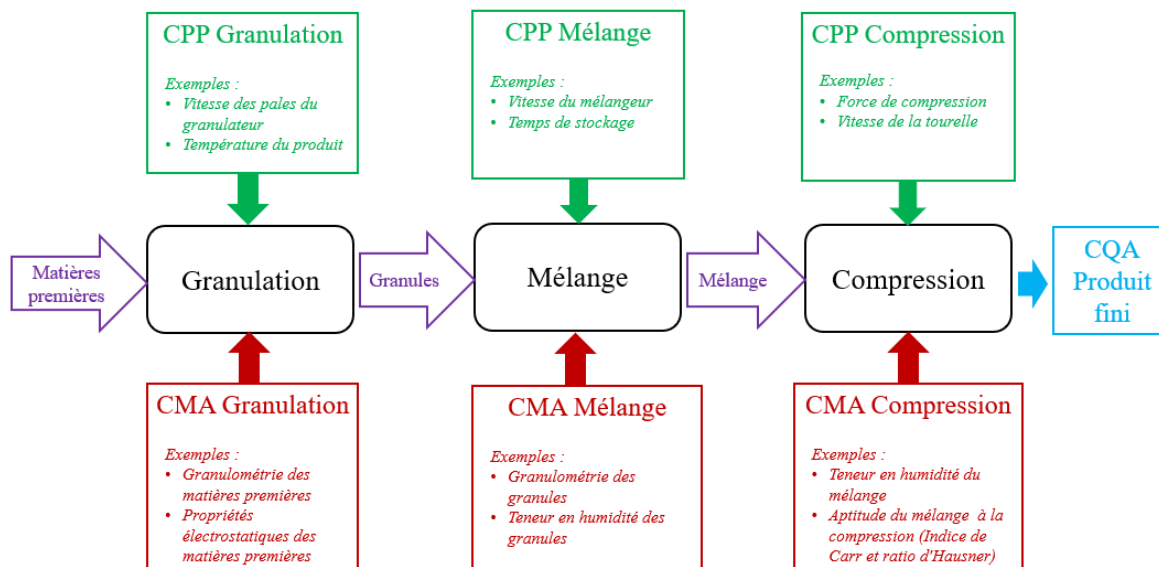 CPP Granulation
Exemples :
• Vitesse des pales du
granulateur
• Température du produit
CPP Mélange
Exemples :
• Vitesse du mélangeur
• Temps de stockage
CPP Compression
Exemples :
• Force de compression
• Vitesse de la tourelle
Matières
premières
Granulation
Granules
Mélange
Mélange
Compression
CQA
Produit
fini
CMA Granulation
Exemples :
• Granulométrie des
matières premières
• Propriétés
électrostatiques des
matières premières
CMA Mélange
Exemples :
• Granulométrie des
granules
• Teneur en humidité des
granules
CMA Compression
Exemples :
• Teneur en humidité du
mélange
• Aptitude du mélange à la
compression (Indice de
Carr et ratio d'Hausner)